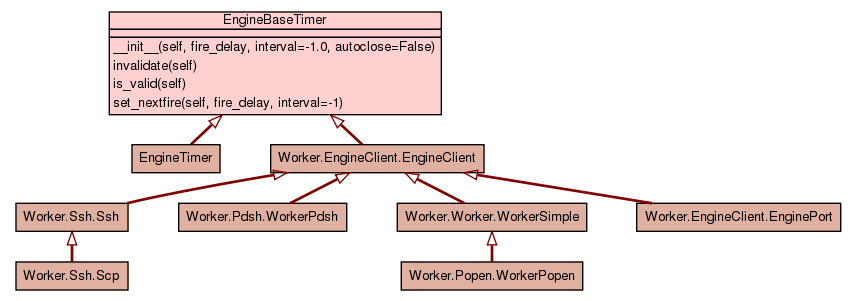 EngineBaseTimer
__init__(self, fire_delay, interval=-1.0, autoclose=False)
invalidate(self)
is_valid(self)
set_nextfire(self, fire_delay, interval=-1)
EngineTimer
Worker.EngineClient.EngineClient
Worker.Ssh.Ssh
Worker.Pdsh.WorkerPdsh
Worker.Worker.WorkerSimple
Worker.EngineClient.EnginePort
Worker.Ssh.Scp
Worker.Popen.WorkerPopen